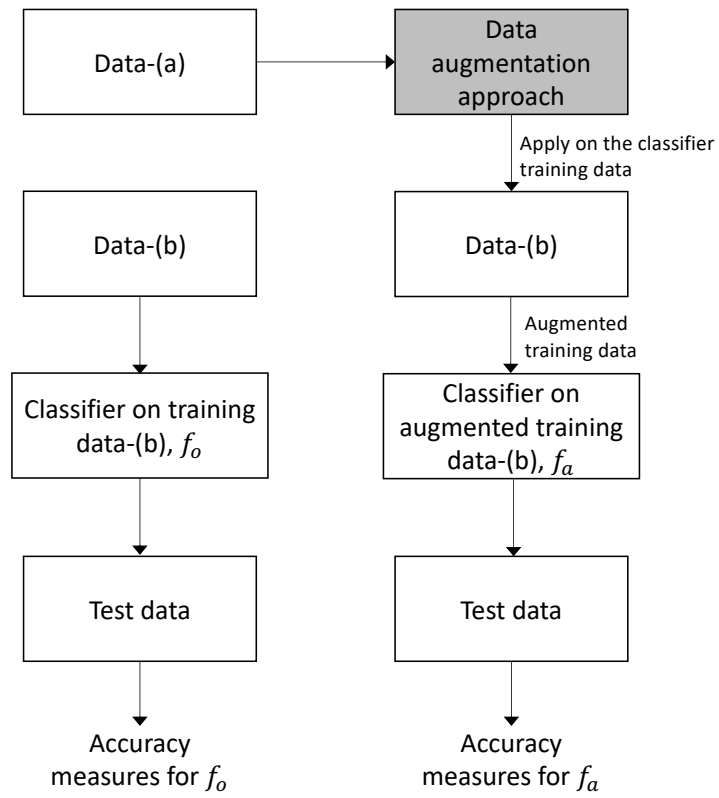 Data-(a)
Data
augmentation
approach
Apply on the classifier
training data
Data-(b)
Data-(b)
Augmented
training data
Classifier on training
data-(b), f_o
Classifier on
augmented training
data-(b), f_a
Test data
Test data
Accuracy
measures for f_o
Accuracy
measures for f_a